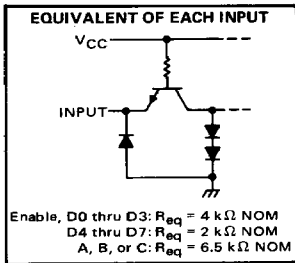 EQUIVALENT OF EACH INPUT
VCC
INPUT
Enable, D0 thru D3: Req = 4 kΩ NOM
D4 thru D7: Req = 2 kΩ NOM
A, B, or C: Req = 6.5 kΩ NOM